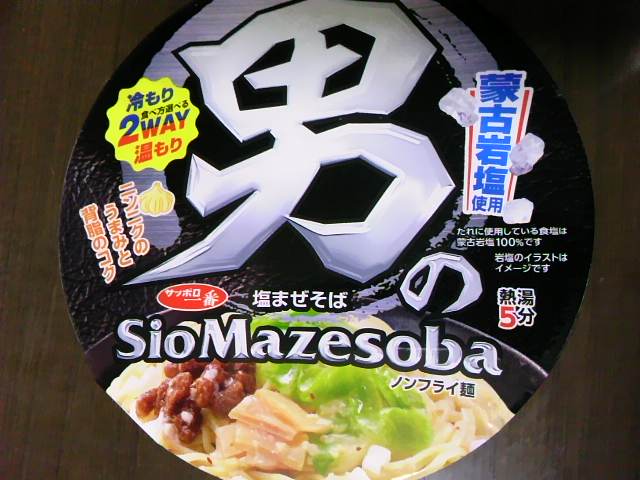 男の
冷もり
食べ方選べる
2WAY
温もり
蒙古岩塩
使用
たれに使用している食塩は
蒙古岩塩100%です
岩塩のイラストは
イメージです
ニンニクの
うまみと
背脂のコク
熱湯
5分
サッポロ一番
塩まぜそば
SioMazesoba
ノンフライ麺